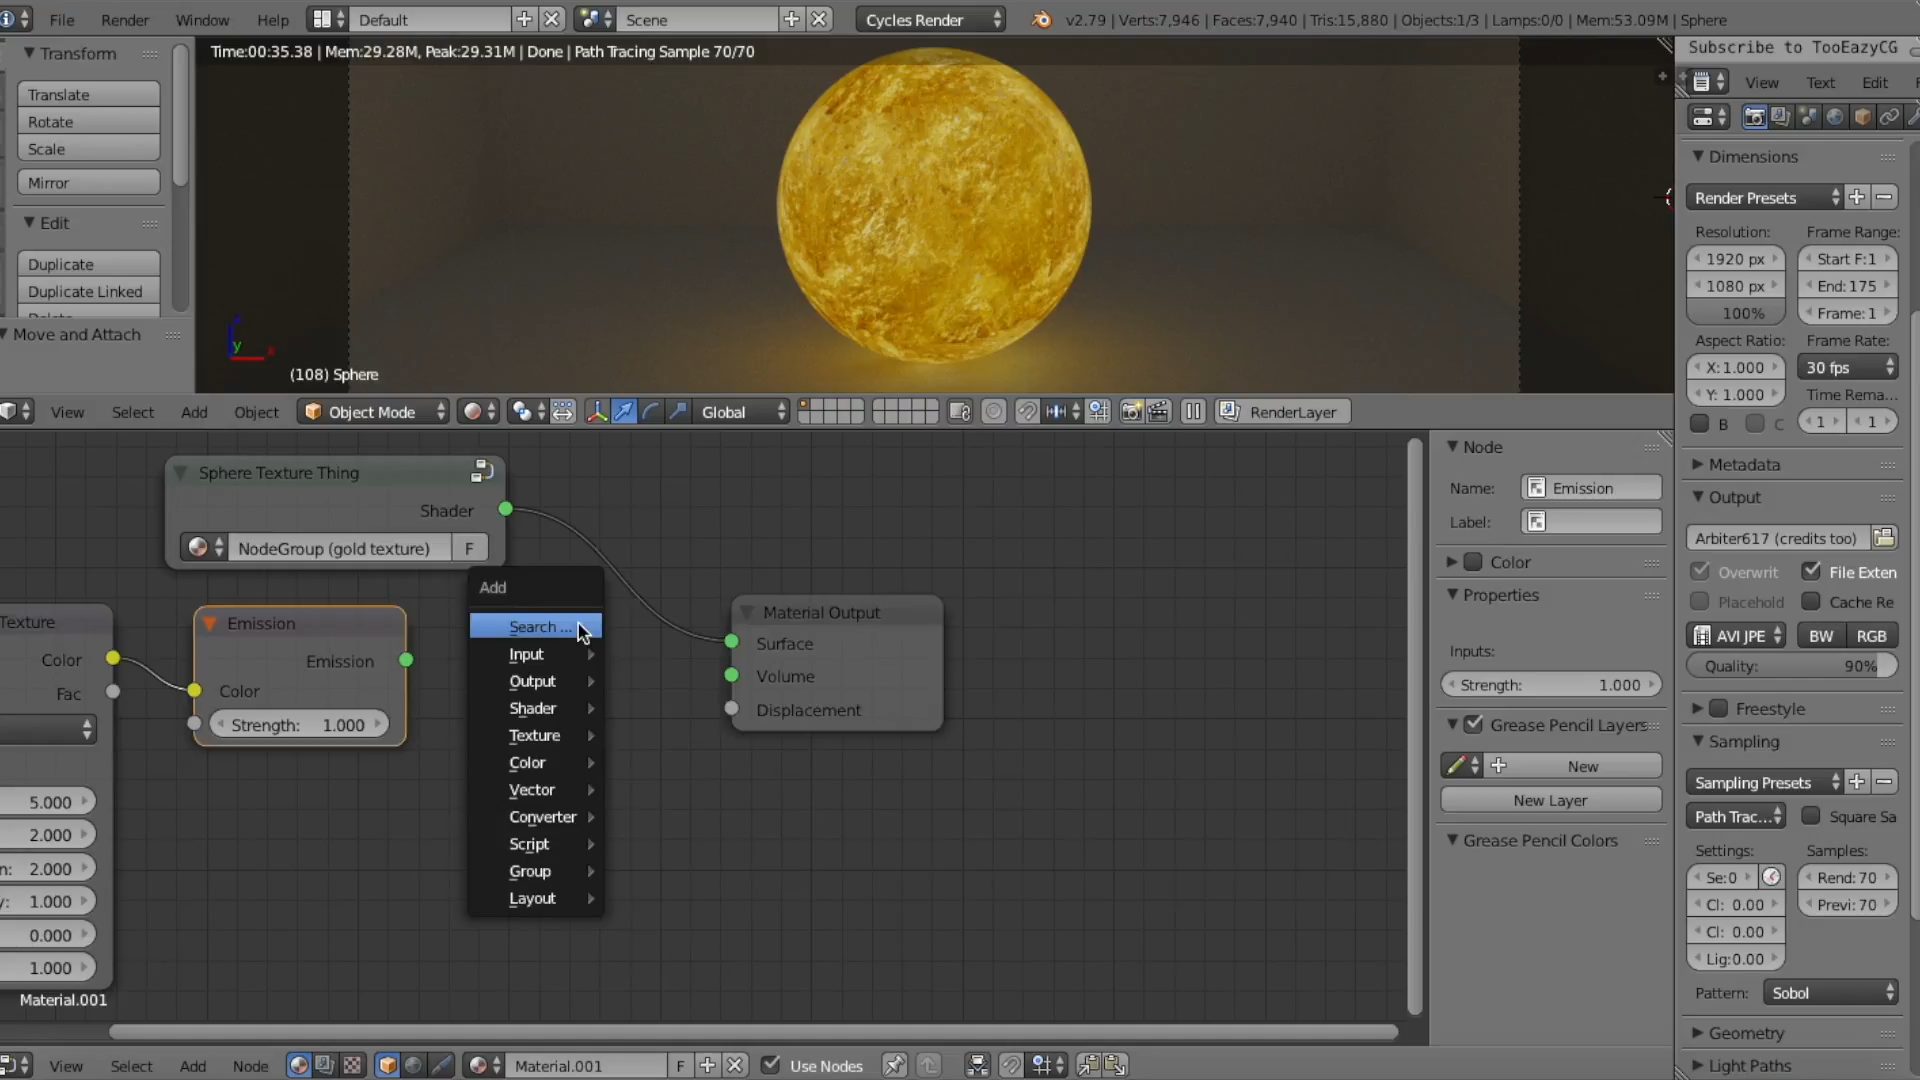 File Render Window Help Default Scene Cycles Render v2.79 | Verts:7,946 | Faces:7,940 | Tris:15,880 | Objects:1/3 | Lamps:0/0 | Mem:53.09M | Sphere
Time:00:35.38 | Mem:29.28M, Peak:29.31M | Done | Path Tracing Sample 70/70
Transform
Translate
Rotate
Scale
Mirror
Edit
Duplicate
Duplicate Linked
Move and Attach
y
x
(108) Sphere
View Select Add Object Object Mode Global RenderLayer
Sphere Texture Thing
Shader
NodeGroup (gold texture) F
Texture
Color
Fac
5.000
2.000
n: 2.000
y: 1.000
0.000
1.000
Material.001
Emission
Emission
Color
Strength: 1.000
Add
Search ...
Input
Output
Shader
Texture
Color
Vector
Converter
Script
Group
Layout
Material Output
Surface
Volume
Displacement
View Select Add Node Material.001 F Use Nodes
Node
Name: Emission
Label:
Color
Properties
Inputs:
Strength: 1.000
Grease Pencil Layers
New
New Layer
Grease Pencil Colors
Subscribe to TooEazyCG
View Text Edit
Dimensions
Render Presets
Resolution: Frame Range:
1920 px Start F:1
1080 px End: 175
100% Frame: 1
Aspect Ratio: Frame Rate:
X: 1.000 30 fps
Y: 1.000 Time Rema...
B C 1 1
Metadata
Output
Arbiter617 (credits too)
Overwrit File Exten
Placehold Cache Re
AVI JPE BW RGB
Quality: 90%
Freestyle
Sampling
Sampling Presets
Path Trac... Square Sa
Settings: Samples:
Se:0 Rend: 70
Cl: 0.00 Previ: 70
Cl: 0.00
Lig:0.00
Pattern: Sobol
Geometry
Light Paths